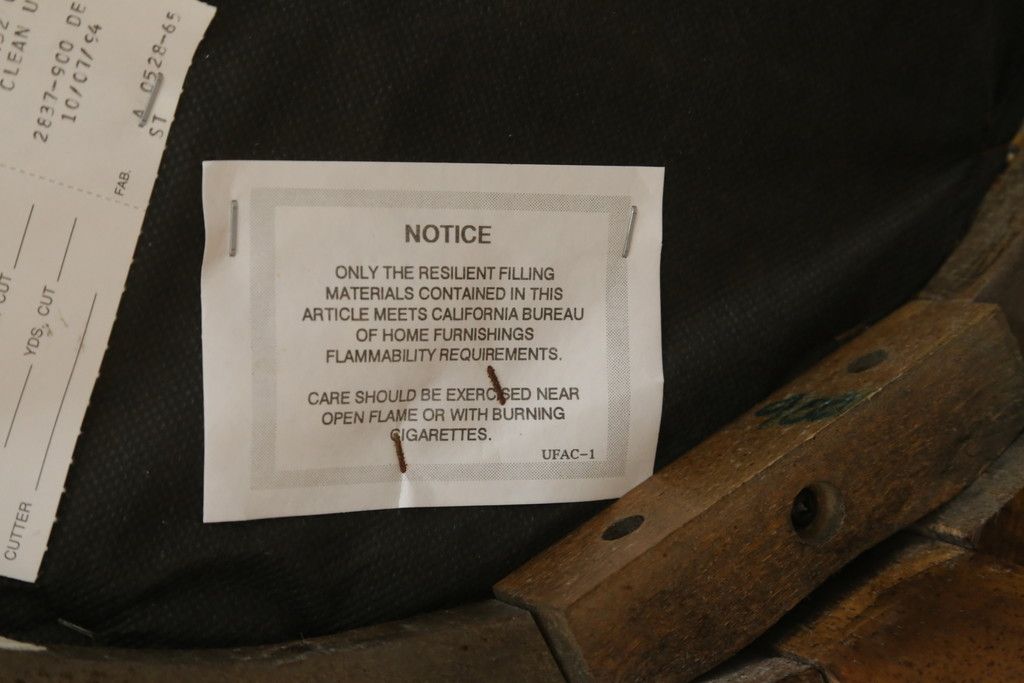 CLEAN U
2837-900 DE
10/07/94
A 0528-65
ST
FAB.
CUT
YDS. CUT
CUTTER
NOTICE
ONLY THE RESILIENT FILLING
MATERIALS CONTAINED IN THIS
ARTICLE MEETS CALIFORNIA BUREAU
OF HOME FURNISHINGS
FLAMMABILITY REQUIREMENTS.
CARE SHOULD BE EXERCISED NEAR
OPEN FLAME OR WITH BURNING
CIGARETTES.
UFAC-1